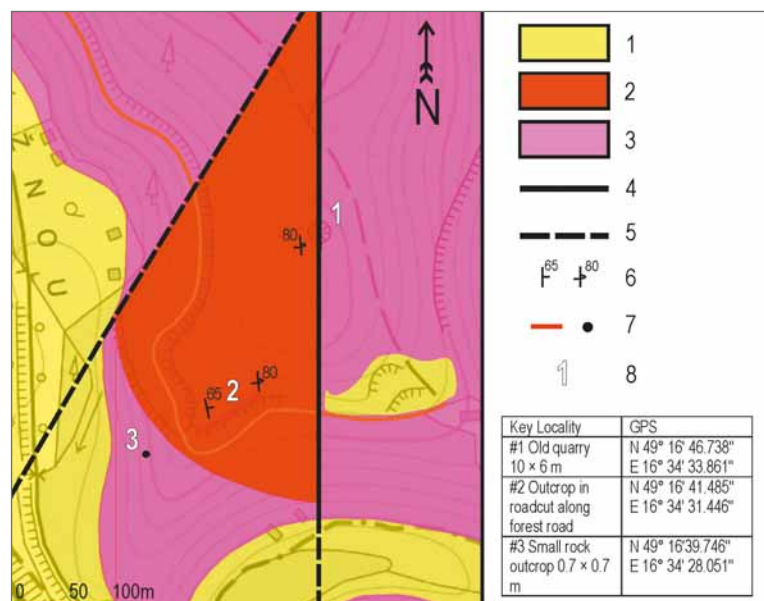 Ž N O U
N
1
80
80
65
2
3
0 50 100m
1
2
3
4
5
65 80 6
7
1 8
Key Locality GPS
#1 Old quarry N 49° 16' 46.738"
10 × 6 m E 16° 34' 33.861"
#2 Outcrop in N 49° 16' 41.485"
roadcut along E 16° 34' 31.446"
forest road
#3 Small rock N 49° 16'39.746"
outcrop 0.7 × 0.7 E 16° 34' 28.051"
m